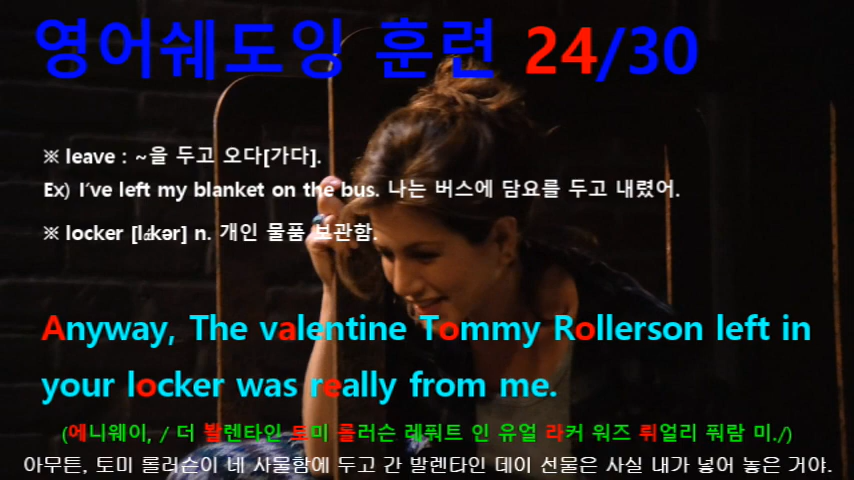 영어쉐도잉 훈련 24/30
※ leave : ~을 두고 오다[가다].
Ex) I've left my blanket on the bus. 나는 버스에 담요를 두고 내렸어.
※ locker [lɑ́kər] n. 개인 물품 보관함.
Anyway, The valentine Tommy Rollerson left in
your locker was really from me.
(에니웨이, / 더 봘렌타인 토미 롤러슨 레풔트 인 유얼 라커 워즈 뤼얼리 풔람 미./)
아무튼, 토미 롤러슨이 네 사물함에 두고 간 발렌타인 데이 선물은 사실 내가 넣어 놓은 거야.